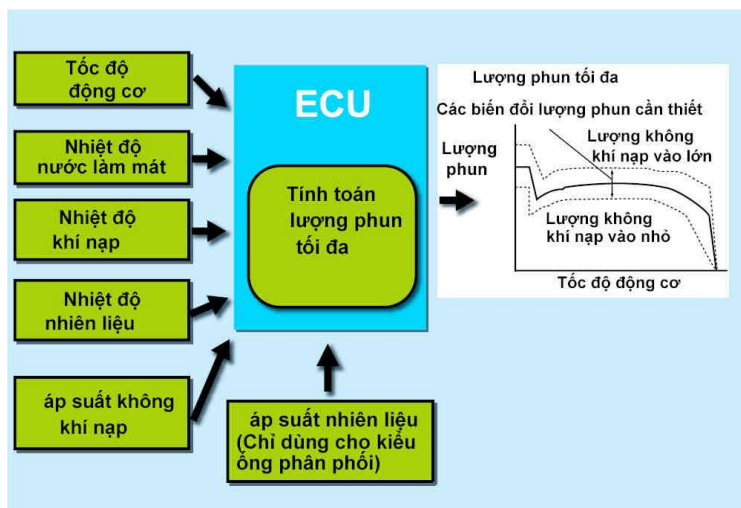 Tốc độ
động cơ
Nhiệt độ
nước làm mát
Nhiệt độ
khí nạp
Nhiệt độ
nhiên liệu
áp suất không
khí nạp
ECU
Tính toán
lượng phun
tối đa
áp suất nhiên liệu
(Chỉ dùng cho kiểu
ống phân phối)
Lượng phun tối đa
Các biến đổi lượng phun cần thiết
Lượng
phun
Lượng không
khí nạp vào lớn
Lượng không
khí nạp vào nhỏ
Tốc độ động cơ